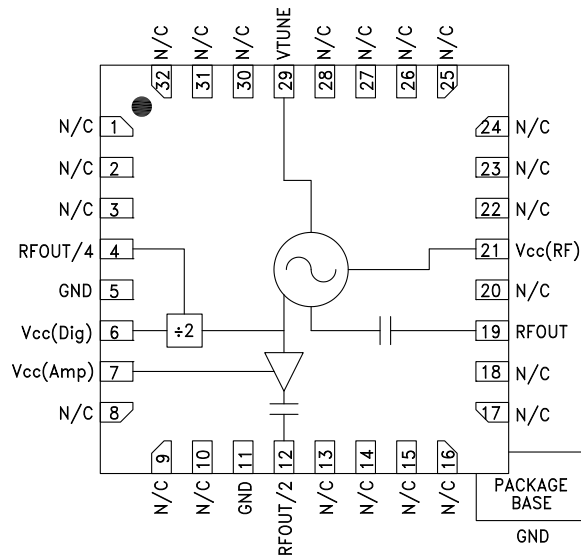 N/C N/C N/C VTUNE N/C N/C N/C N/C
32 31 30 29 28 27 26 25
N/C 1
N/C 2
N/C 3
RFOUT/4 4
GND 5
Vcc(Dig) 6
Vcc(Amp) 7
N/C 8
÷2
24 N/C
23 N/C
22 N/C
21 Vcc(RF)
20 N/C
19 RFOUT
18 N/C
17 N/C
9 10 11 12 13 14 15 16
N/C N/C GND RFOUT/2 N/C N/C N/C N/C
PACKAGE
BASE
GND